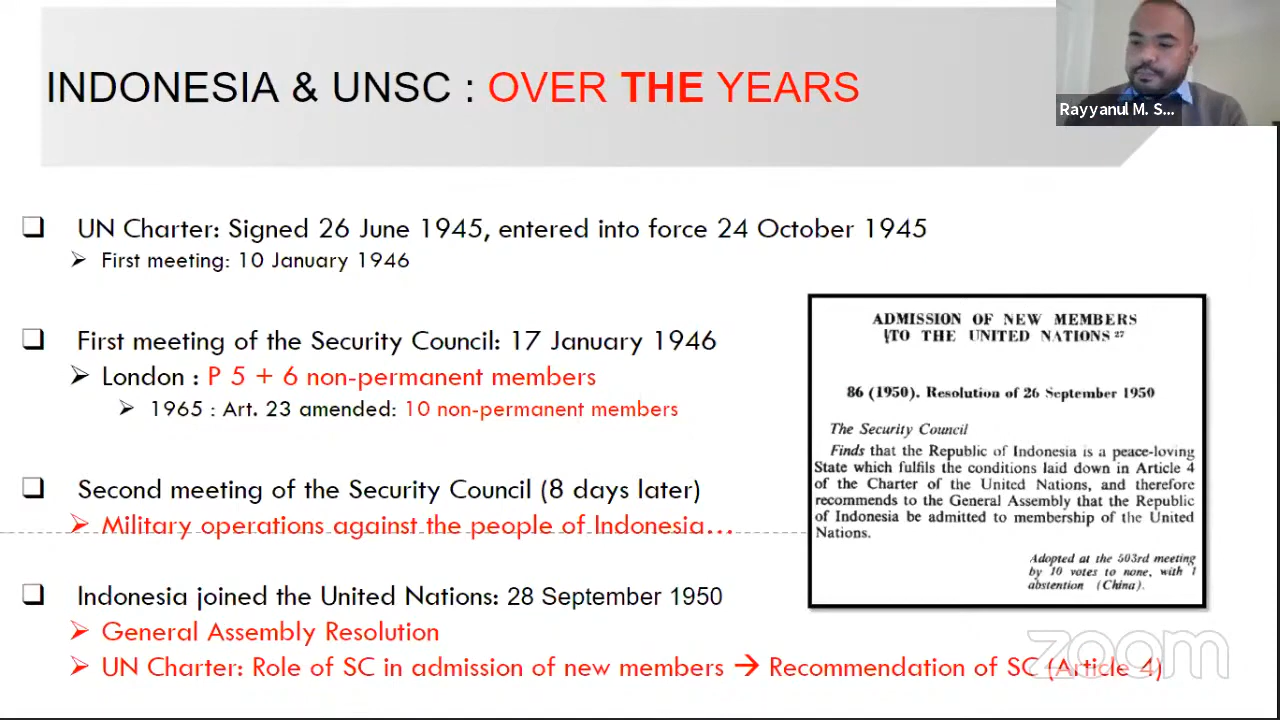 INDONESIA & UNSC : OVER THE YEARS
Rayyanul M. S...
❑ UN Charter: Signed 26 June 1945, entered into force 24 October 1945
➢ First meeting: 10 January 1946
❑ First meeting of the Security Council: 17 January 1946
➢ London : P 5 + 6 non-permanent members
➢ 1965 : Art. 23 amended: 10 non-permanent members
❑ Second meeting of the Security Council (8 days later)
➢ Military operations against the people of Indonesia...
❑ Indonesia joined the United Nations: 28 September 1950
➢ General Assembly Resolution
➢ UN Charter: Role of SC in admission of new members → Recommendation of SC (Article 4)
ADMISSION OF NEW MEMBERS
TO THE UNITED NATIONS 27
86 (1950). Resolution of 26 September 1950
The Security Council
Finds that the Republic of Indonesia is a peace-loving
State which fulfils the conditions laid down in Article 4
of the Charter of the United Nations, and therefore
recommends to the General Assembly that the Republic
of Indonesia be admitted to membership of the United
Nations.
Adopted at the 503rd meeting
by 10 votes to none, with 1
abstention (China).
zoom